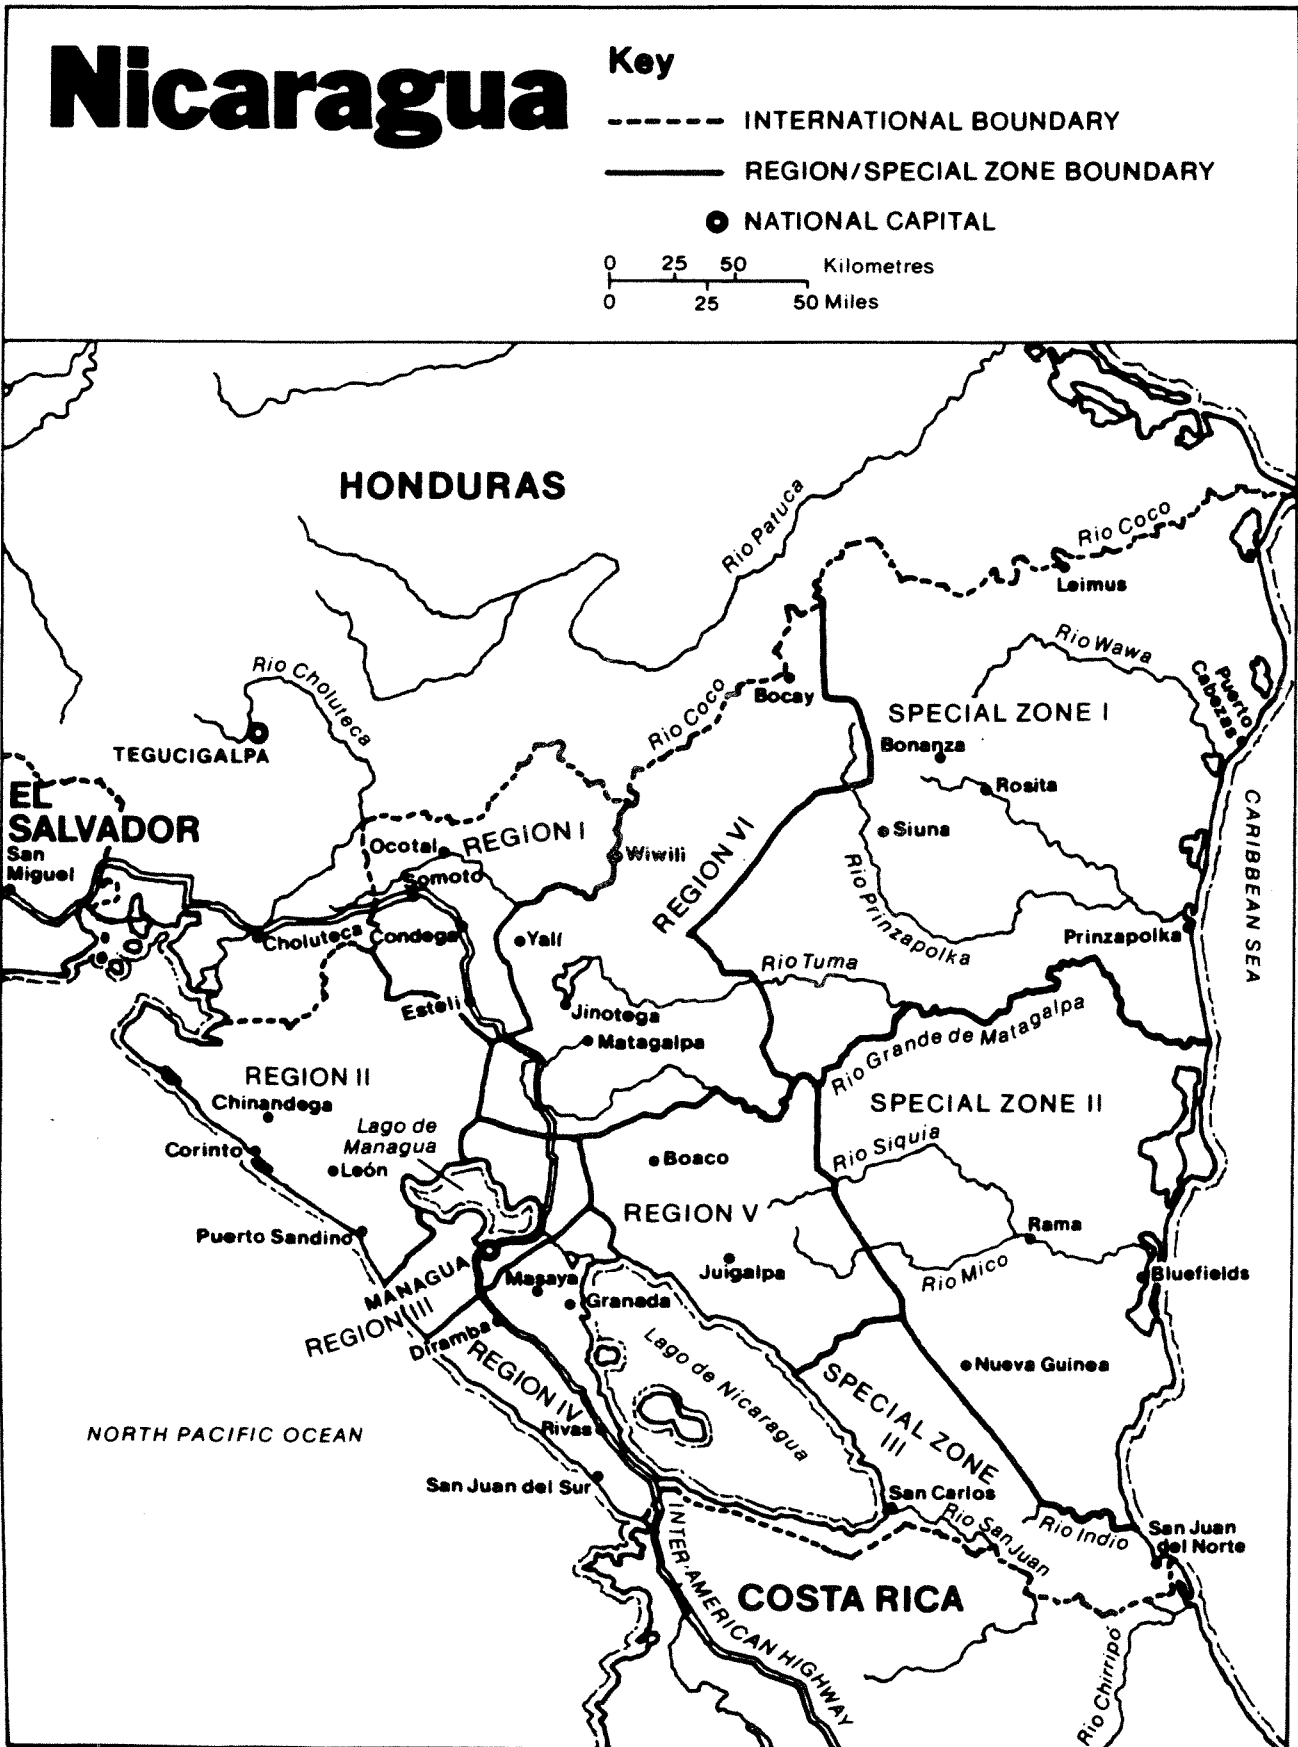 Nicaragua
Key
INTERNATIONAL BOUNDARY
REGION/SPECIAL ZONE BOUNDARY
NATIONAL CAPITAL
0 25 50 Kilometres
0 25 50 Miles
HONDURAS
Rio Patuca
Rio Coco
Leimus
Rio Wawa
Puerto
Cabezas
Rio Choluteca
TEGUCIGALPA
Rio Coco
Bocay
SPECIAL ZONE I
Bonanza
Rosita
Siuna
CARIBBEAN SEA
EL
SALVADOR
San
Miguel
Ocotal
REGION I
Somoto
Wiwili
REGION VI
Rio Prinzapolka
Prinzapolka
Choluteca
Condega
Yali
Rio Tuma
Esteli
Jinotega
Matagalpa
Rio Grande de Matagalpa
REGION II
Chinandega
Lago de
Managua
Corinto
León
SPECIAL ZONE II
Boaco
Rio Siquia
REGION V
Rama
Puerto Sandino
Juigalpa
Rio Mico
Bluefields
MANAGUA
REGION III
Masaya
Granada
Diramba
REGION IV
Lago de Nicaragua
Nueva Guinea
SPECIAL ZONE
III
NORTH PACIFIC OCEAN
Rivas
San Juan del Sur
San Carlos
Rio San Juan
Rio Indio
San Juan
del Norte
INTER-AMERICAN HIGHWAY
COSTA RICA
Rio Chirripó